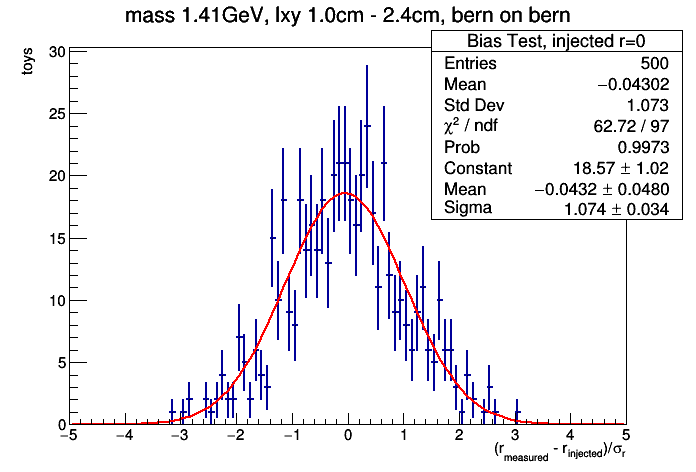 mass 1.41GeV, lxy 1.0cm - 2.4cm, bern on bern
toys
Bias Test, injected r=0
Entries 500
Mean −0.04302
Std Dev 1.073
χ² / ndf 62.72 / 97
Prob 0.9973
Constant 18.57 ± 1.02
Mean −0.0432 ± 0.0480
Sigma 1.074 ± 0.034
30
25
20
15
10
5
0
−5 −4 −3 −2 −1 0 1 2 3 4 5
(r_measured - r_injected)/σ_r